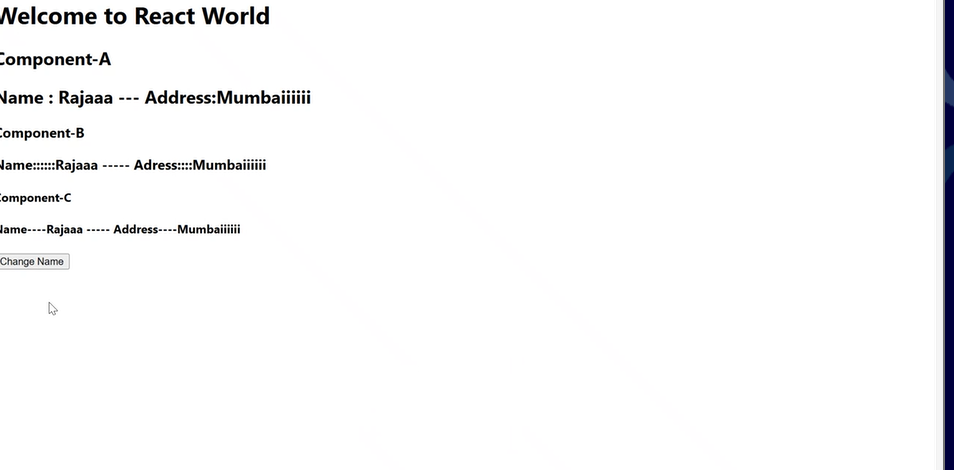 Welcome to React World
Component-A
Name : Rajaaa --- Address:Mumbaiiiiii
Component-B
Name::::::Rajaaa ----- Adress::::Mumbaiiiiii
Component-C
Name----Rajaaa ----- Address----Mumbaiiiiii
Change Name